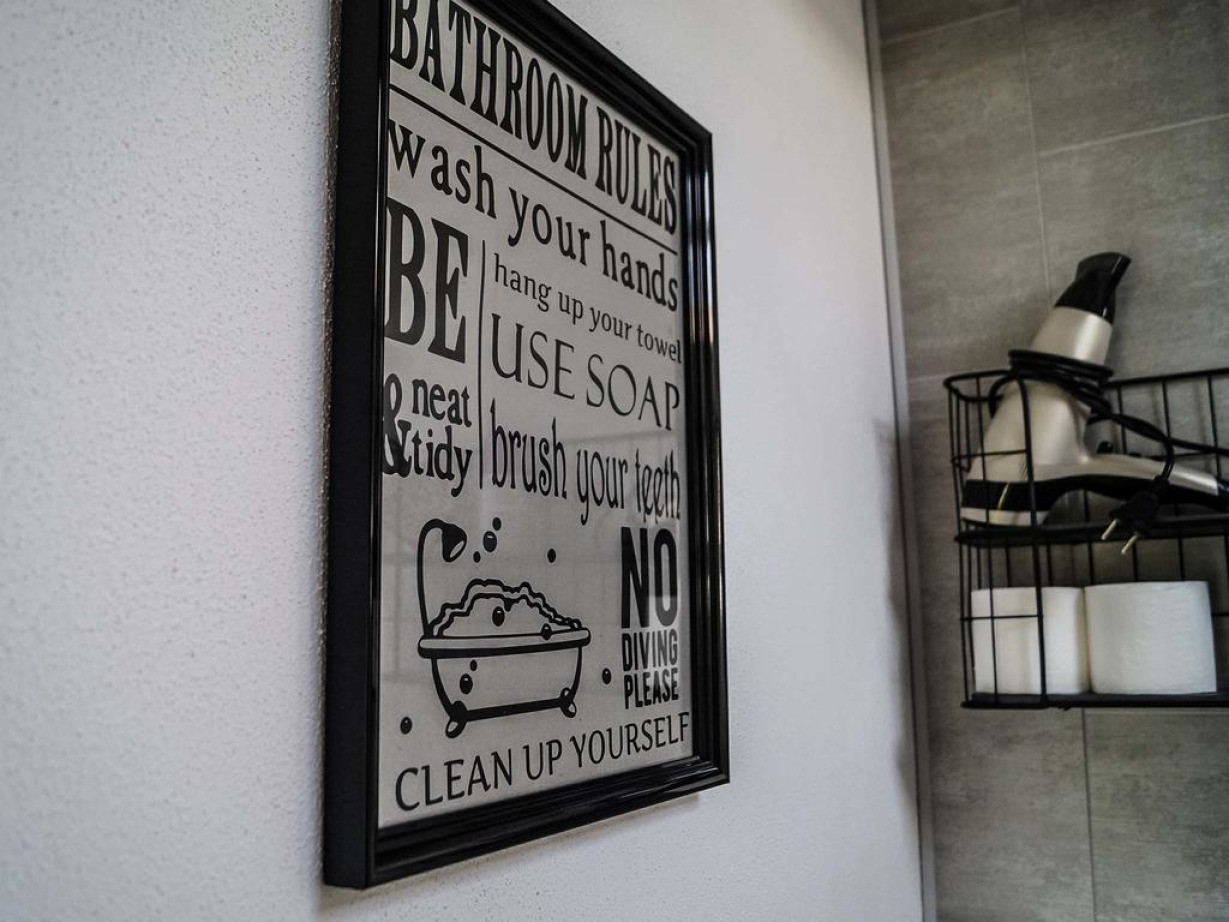 BATHROOM RULES
wash your hands
BE
& neat
tidy
hang up your towel
USE SOAP
brush your teeth
NO
DIVING
PLEASE
CLEAN UP YOURSELF